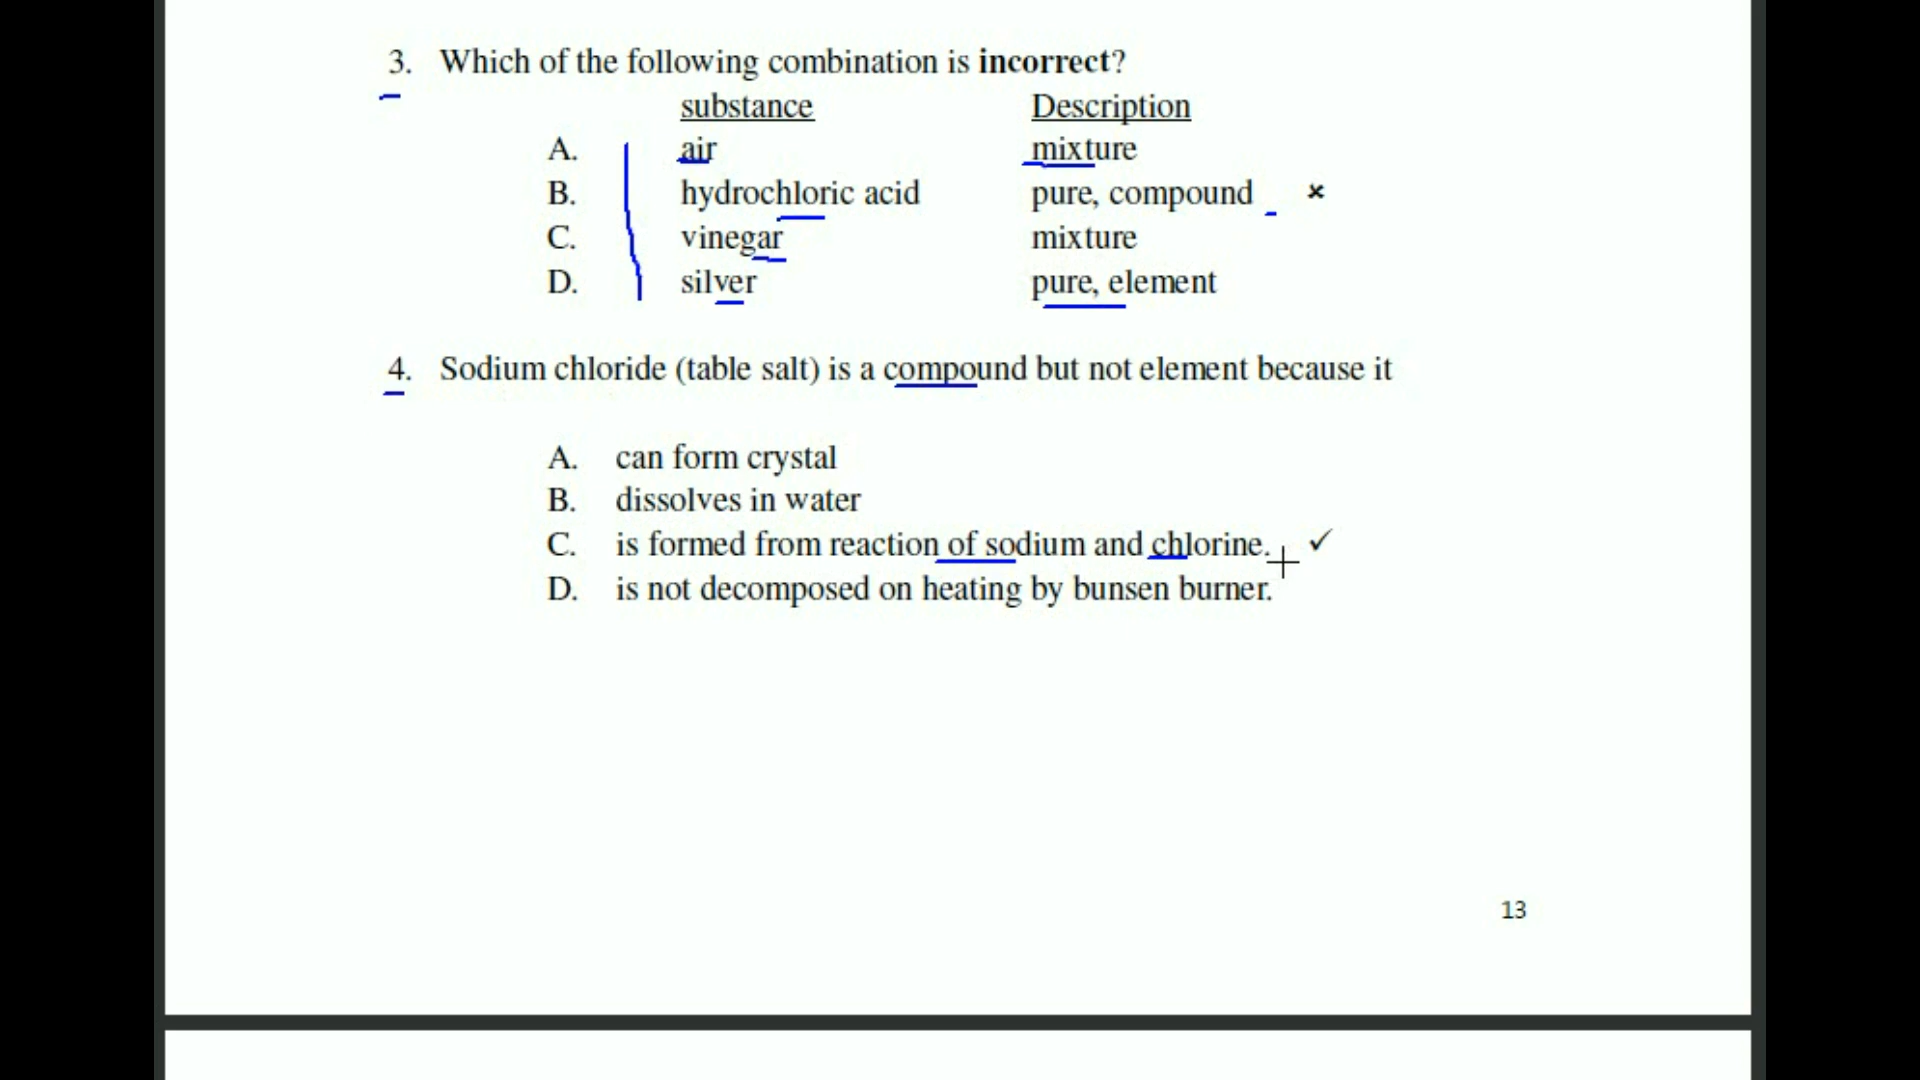 3. Which of the following combination is incorrect?
substance Description
A. air mixture
B. hydrochloric acid pure, compound ×
C. vinegar mixture
D. silver pure, element
4. Sodium chloride (table salt) is a compound but not element because it
A. can form crystal
B. dissolves in water
C. is formed from reaction of sodium and chlorine. ✓
D. is not decomposed on heating by bunsen burner.
13